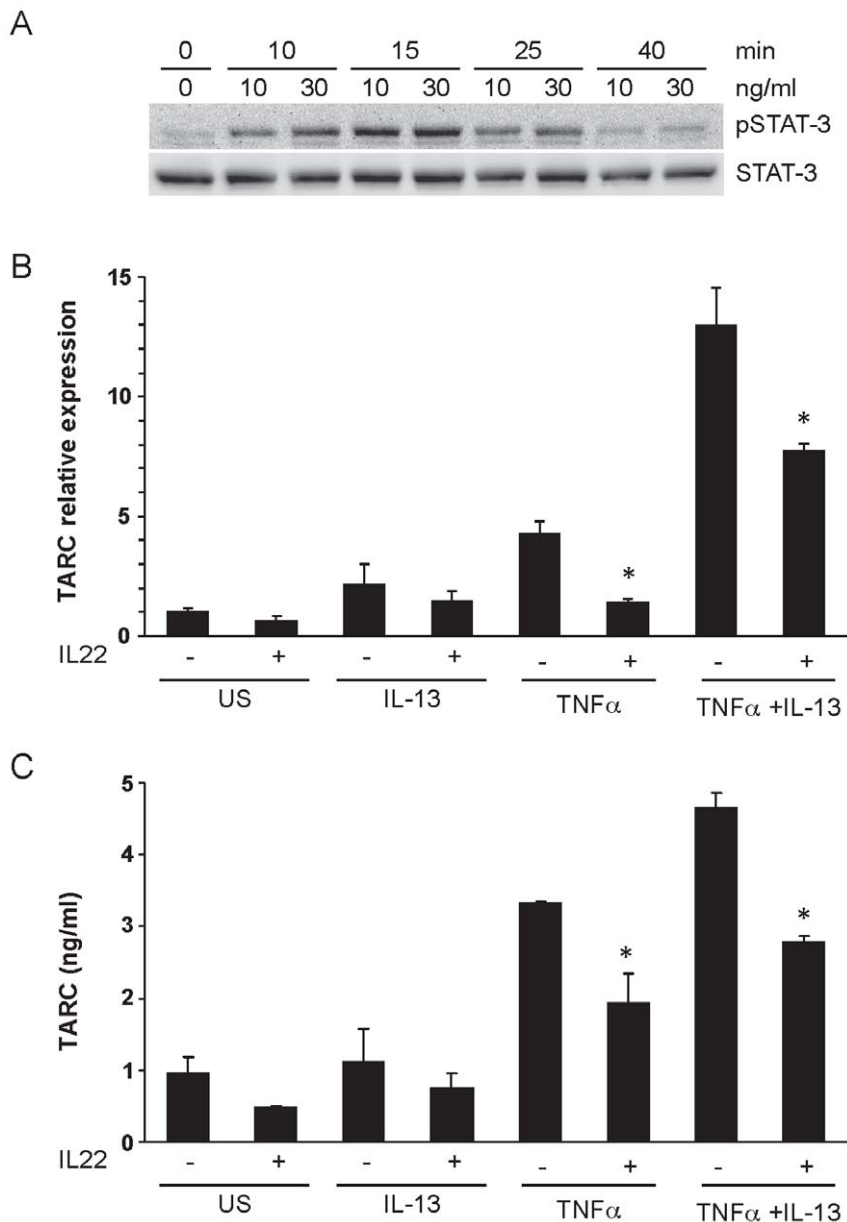 A
0 10 15 25 40 min
0 10 30 10 30 10 30 10 30 ng/ml
pSTAT-3
STAT-3
B
TARC relative expression
15
10
5
0
IL22 - + - + - + - +
US IL-13 TNFα TNFα +IL-13
*
*
C
TARC (ng/ml)
5
4
3
2
1
0
IL22 - + - + - + - +
US IL-13 TNFα TNFα +IL-13
*
*